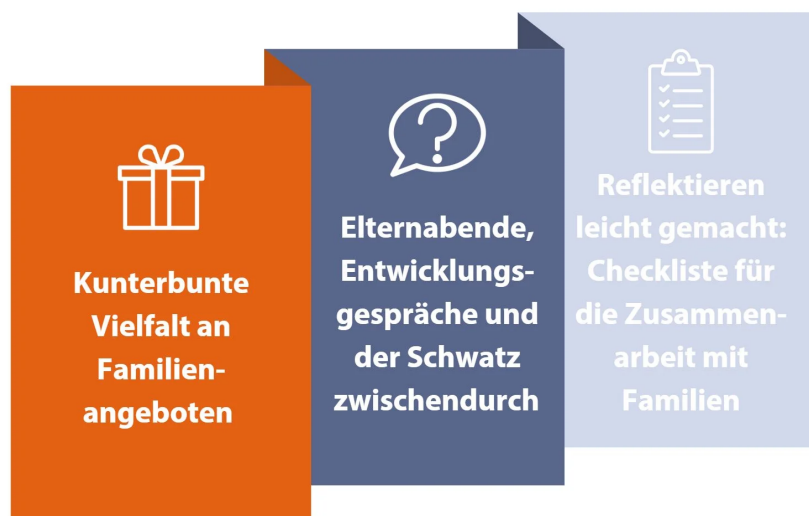 Kunterbunte
Vielfalt an
Familien-
angeboten
Elternabende,
Entwicklungs-
gespräche und
der Schwatz
zwischendurch
Reflektieren
leicht gemacht:
Checkliste für
die Zusammen-
arbeit mit
Familien